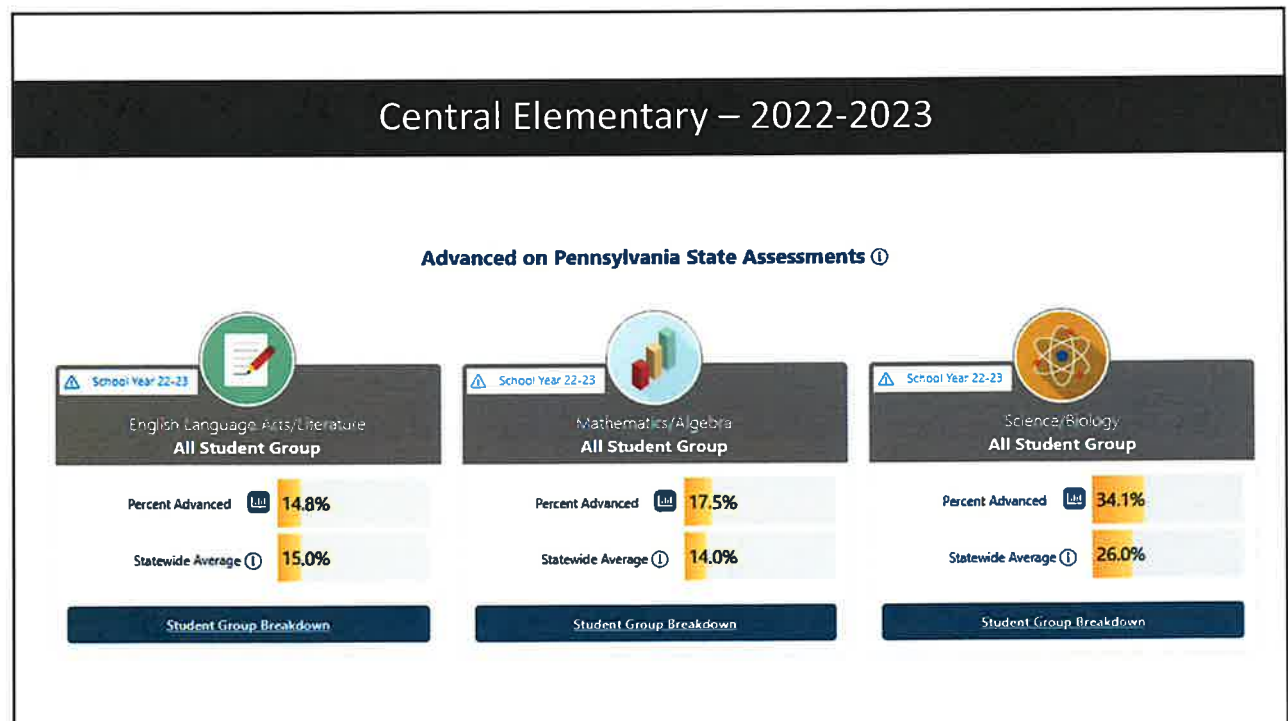 Central Elementary – 2022-2023
Advanced on Pennsylvania State Assessments ⓘ
School Year 22-23
English Language Arts/Literature
All Student Group
Percent Advanced 14.8%
Statewide Average ⓘ 15.0%
Student Group Breakdown
School Year 22-23
Mathematics/Algebra
All Student Group
Percent Advanced 17.5%
Statewide Average ⓘ 14.0%
Student Group Breakdown
School Year 22-23
Science/Biology
All Student Group
Percent Advanced 34.1%
Statewide Average ⓘ 26.0%
Student Group Breakdown